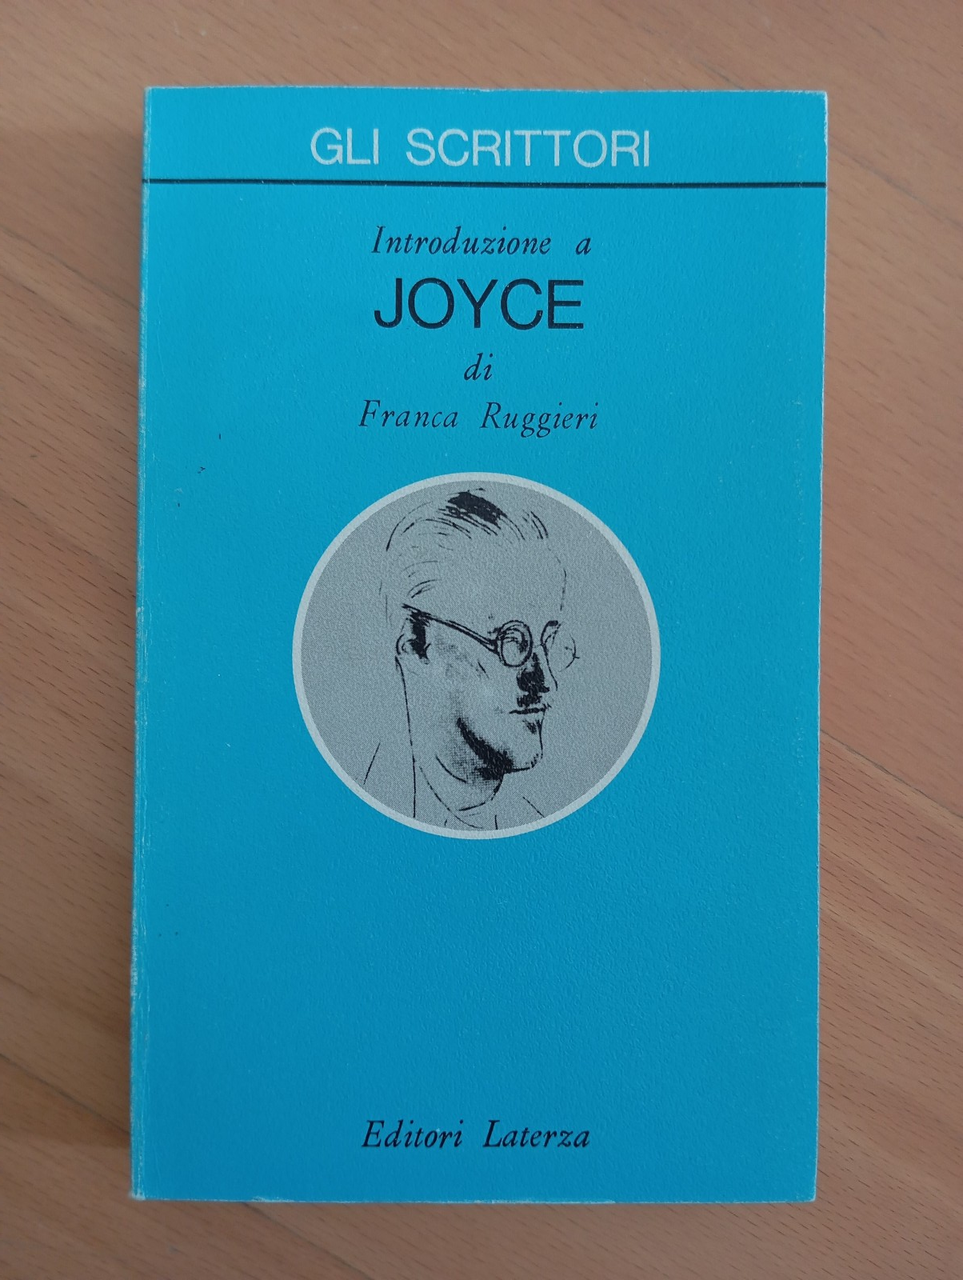 GLI SCRITTORI
Introduzione a
JOYCE
di
Franca Ruggieri
Editori Laterza